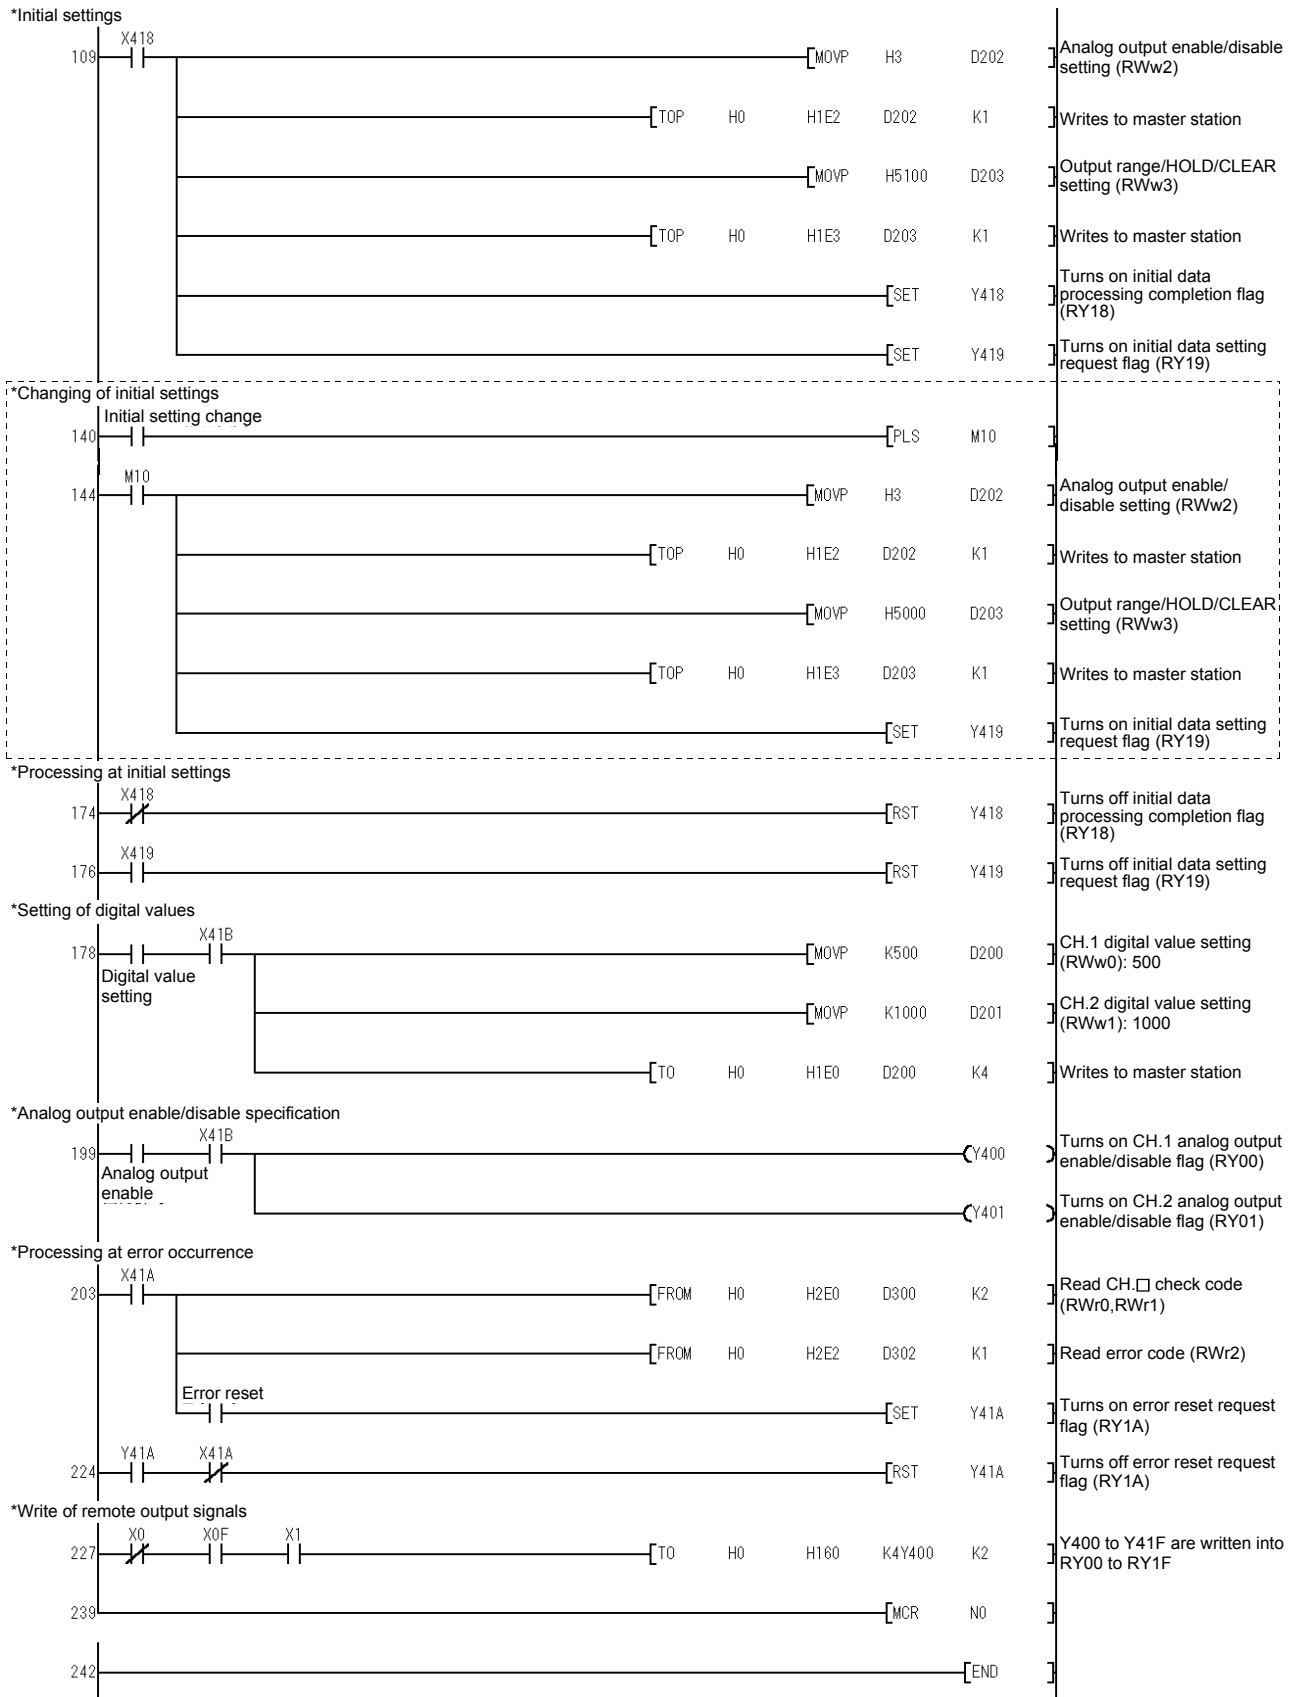 *Initial settings
X418
109 [MOVP H3 D202 ] Analog output enable/disable
setting (RWw2)
[TOP H0 H1E2 D202 K1 ] Writes to master station
[MOVP H5100 D203 ] Output range/HOLD/CLEAR
setting (RWw3)
[TOP H0 H1E3 D203 K1 ] Writes to master station
[SET Y418 ] Turns on initial data
processing completion flag
(RY18)
[SET Y419 ] Turns on initial data setting
request flag (RY19)
*Changing of initial settings
Initial setting change
140 [PLS M10 ]
M10
144 [MOVP H3 D202 ] Analog output enable/
disable setting (RWw2)
[TOP H0 H1E2 D202 K1 ] Writes to master station
[MOVP H5000 D203 ] Output range/HOLD/CLEAR
setting (RWw3)
[TOP H0 H1E3 D203 K1 ] Writes to master station
[SET Y419 ] Turns on initial data setting
request flag (RY19)
*Processing at initial settings
X418
174 [RST Y418 ] Turns off initial data
processing completion flag
(RY18)
X419
176 [RST Y419 ] Turns off initial data setting
request flag (RY19)
*Setting of digital values
X41B
178 [MOVP K500 D200 ] CH.1 digital value setting
(RWw0): 500
Digital value
setting
[MOVP K1000 D201 ] CH.2 digital value setting
(RWw1): 1000
[TO H0 H1E0 D200 K4 ] Writes to master station
*Analog output enable/disable specification
X41B
199 (Y400 ) Turns on CH.1 analog output
enable/disable flag (RY00)
Analog output
enable
(Y401 ) Turns on CH.2 analog output
enable/disable flag (RY01)
*Processing at error occurrence
X41A
203 [FROM H0 H2E0 D300 K2 ] Read CH.□ check code
(RWr0,RWr1)
[FROM H0 H2E2 D302 K1 ] Read error code (RWr2)
Error reset
[SET Y41A ] Turns on error reset request
flag (RY1A)
Y41A X41A
224 [RST Y41A ] Turns off error reset request
flag (RY1A)
*Write of remote output signals
X0 X0F X1
227 [TO H0 H160 K4Y400 K2 ] Y400 to Y41F are written into
RY00 to RY1F
239 [MCR N0 ]
242 [END ]